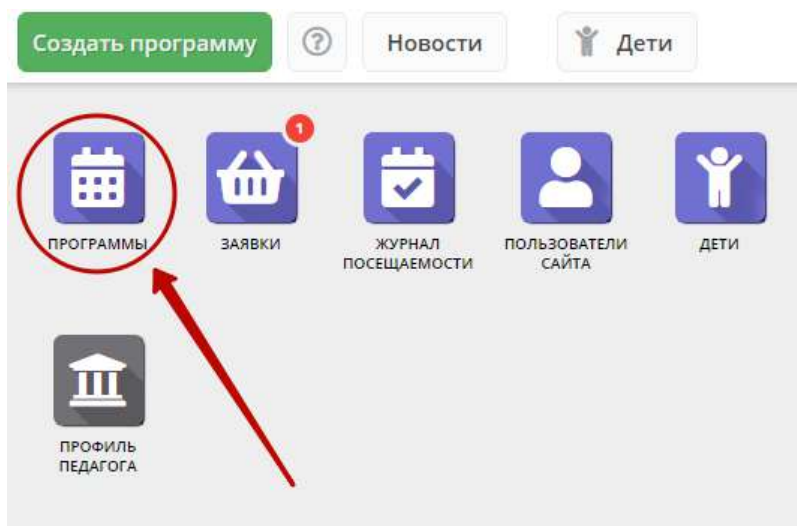 Создать программу
?
Новости
Дети
1
ПРОГРАММЫ
ЗАЯВКИ
ЖУРНАЛ
ПОСЕЩАЕМОСТИ
ПОЛЬЗОВАТЕЛИ
САЙТА
ДЕТИ
ПРОФИЛЬ
ПЕДАГОГА